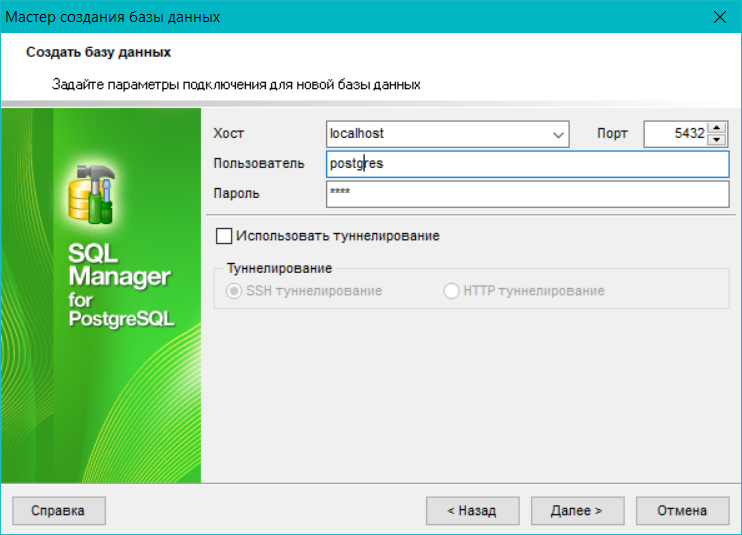 Мастер создания базы данных
Создать базу данных
Задайте параметры подключения для новой базы данных
Хост localhost Порт 5432
Пользователь postgres
Пароль ****
Использовать туннелирование
Туннелирование
SSH туннелирование HTTP туннелирование
SQL
Manager
for
PostgreSQL
Справка < Назад Далее > Отмена